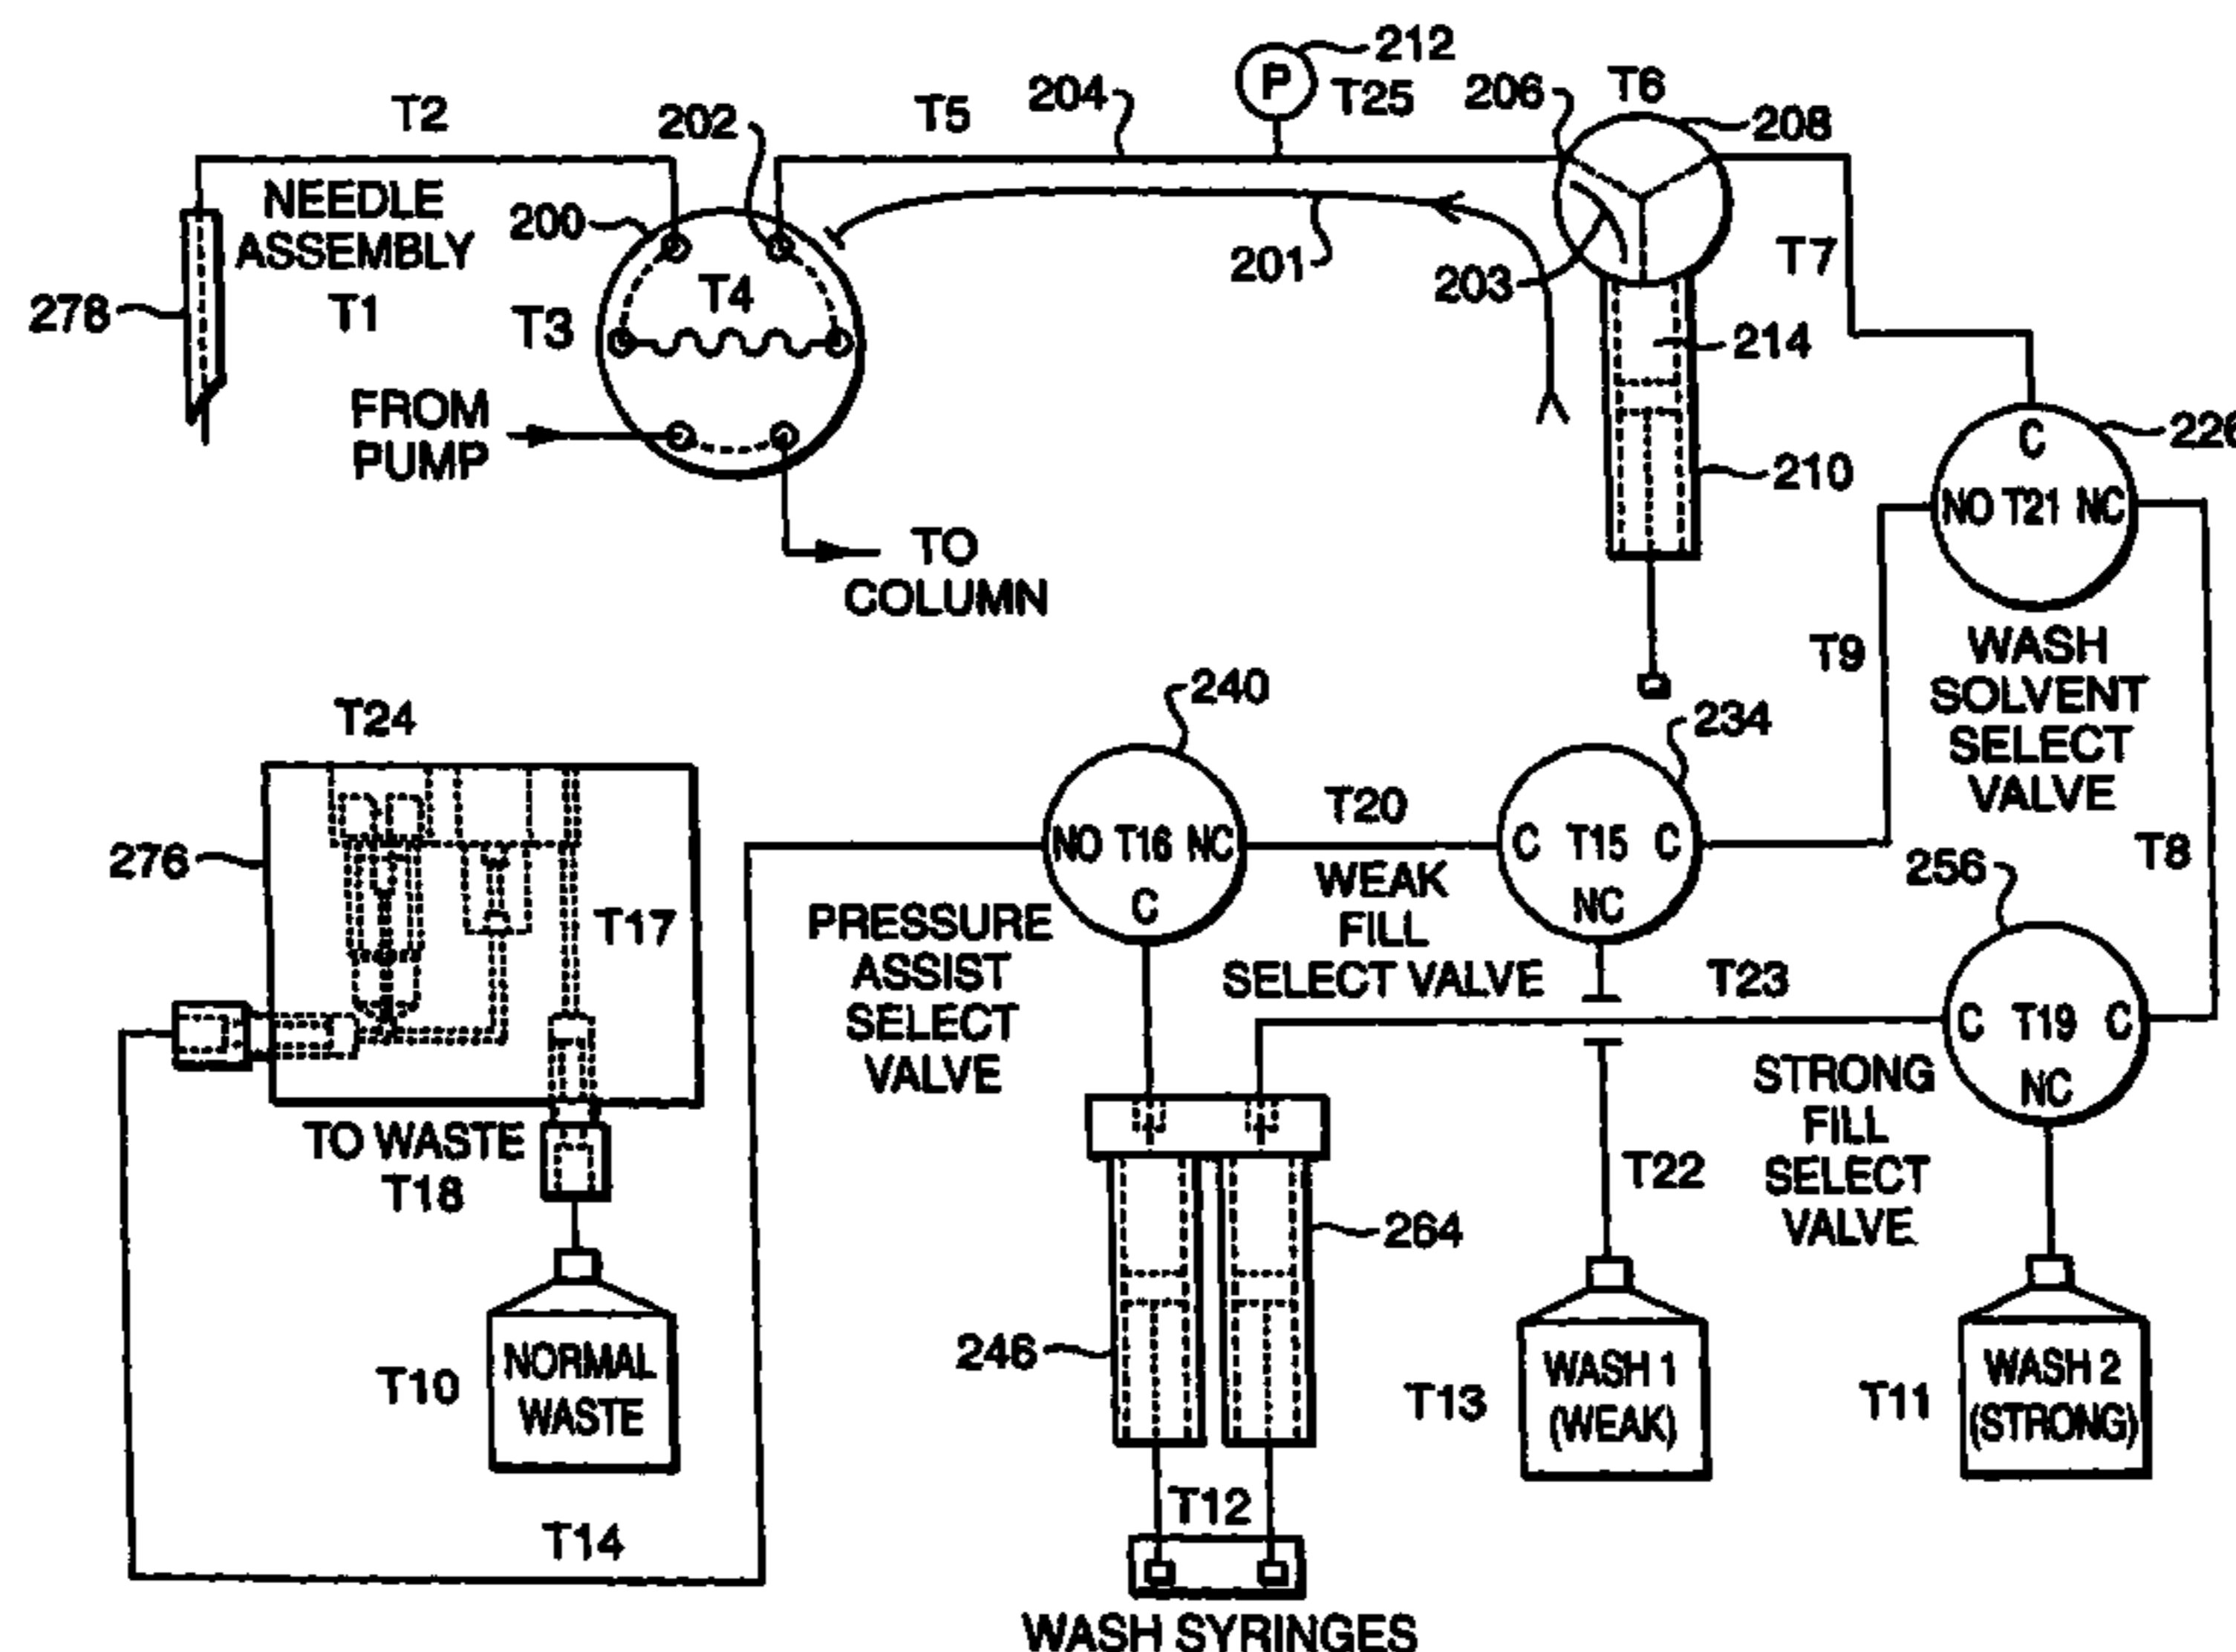 212
P
T25
T2
202
T5
204
206
T6
208
NEEDLE
ASSEMBLY
T1
278
200
T3
T4
201
203
T7
214
FROM
PUMP
210
C
226
NO T21 NC
TO
COLUMN
T9
WASH
SOLVENT
SELECT
VALVE
240
234
T24
276
NO T16 NC
C
T20
WEAK
FILL
SELECT VALVE
C T15 C
NC
T8
256
T17
PRESSURE
ASSIST
SELECT
VALVE
T23
C T19 C
NC
STRONG
FILL
SELECT
VALVE
TO WASTE
T18
T22
264
246
T10
NORMAL
WASTE
T13
WASH 1
(WEAK)
T11
WASH 2
(STRONG)
T12
T14
WASH SYRINGES